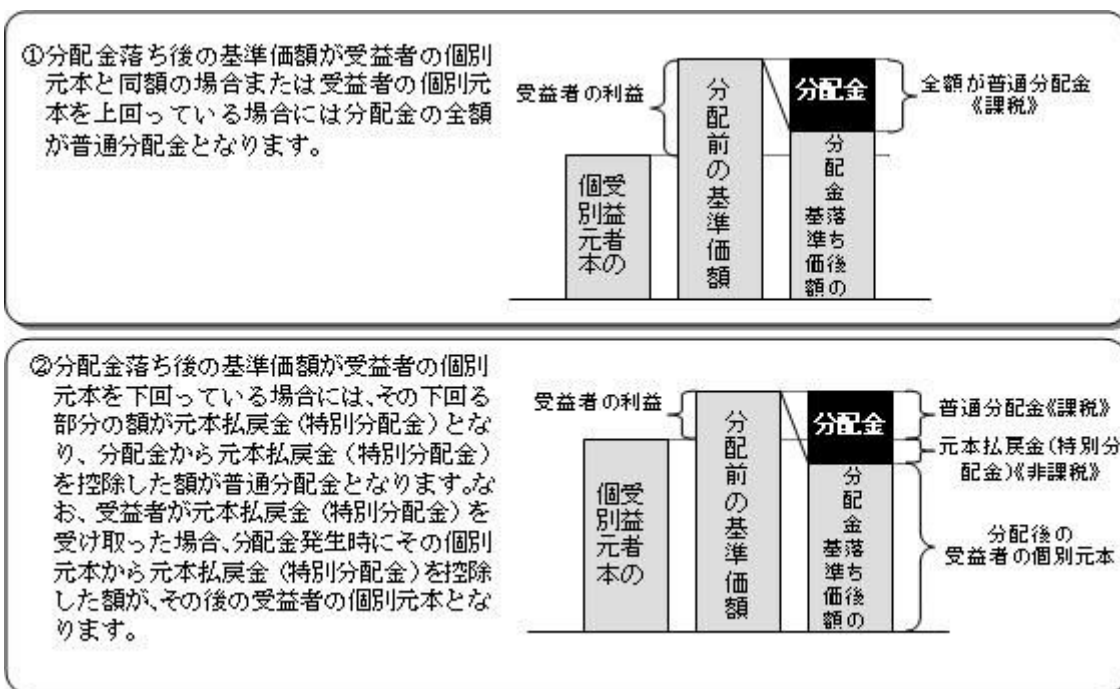 ①分配金落ち後の基準価額が受益者の個別
元本と同額の場合または受益者の個別元
本を上回っている場合には分配金の全額
が普通分配金となります。
受益者の利益
受益者の
個別元本
分配前の基準価額
分配金
分配金落ち後の
基準価額
全額が普通分配金
《課税》
②分配金落ち後の基準価額が受益者の個別
元本を下回っている場合には、その下回る
部分の額が元本払戻金(特別分配金)とな
り、分配金から元本払戻金(特別分配金)
を控除した額が普通分配金となります。な
お、受益者が元本払戻金(特別分配金)を
受け取った場合、分配金発生時にその個別
元本から元本払戻金(特別分配金)を控除
した額が、その後の受益者の個別元本とな
ります。
受益者の利益
受益者の
個別元本
分配前の基準価額
分配金
分配金落ち後の
基準価額
普通分配金《課税》
元本払戻金(特別分
配金)《非課税》
分配後の
受益者の個別元本